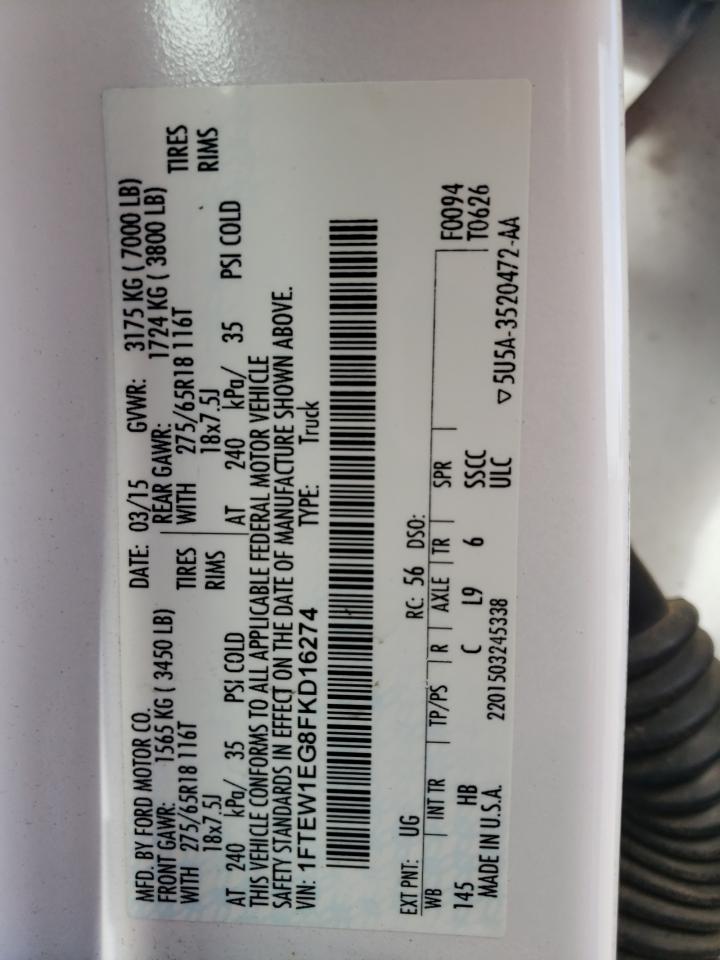 MFD. BY FORD MOTOR CO. DATE: 03/15 GVWR: 3175 KG ( 7000 LB)
FRONT GAWR: 1565 KG ( 3450 LB) REAR GAWR: 1724 KG ( 3800 LB)
WITH 275/65R18 116T TIRES WITH 275/65R18 116T TIRES
18x7.5J RIMS 18x7.5J RIMS
AT 240 kPa/ 35 PSI COLD AT 240 kPa/ 35 PSI COLD
THIS VEHICLE CONFORMS TO ALL APPLICABLE FEDERAL MOTOR VEHICLE
SAFETY STANDARDS IN EFFECT ON THE DATE OF MANUFACTURE SHOWN ABOVE.
VIN: 1FTEW1EG8FKD16274 TYPE: Truck
EXT PNT: UG RC: 56 DSO:
WB INT TR TP/PS R AXLE TR SPR F0094
T0626
145 HB C L9 6 SSCC
MADE IN U.S.A. 2201503245338 ULC ▽5U5A-3520472-AA